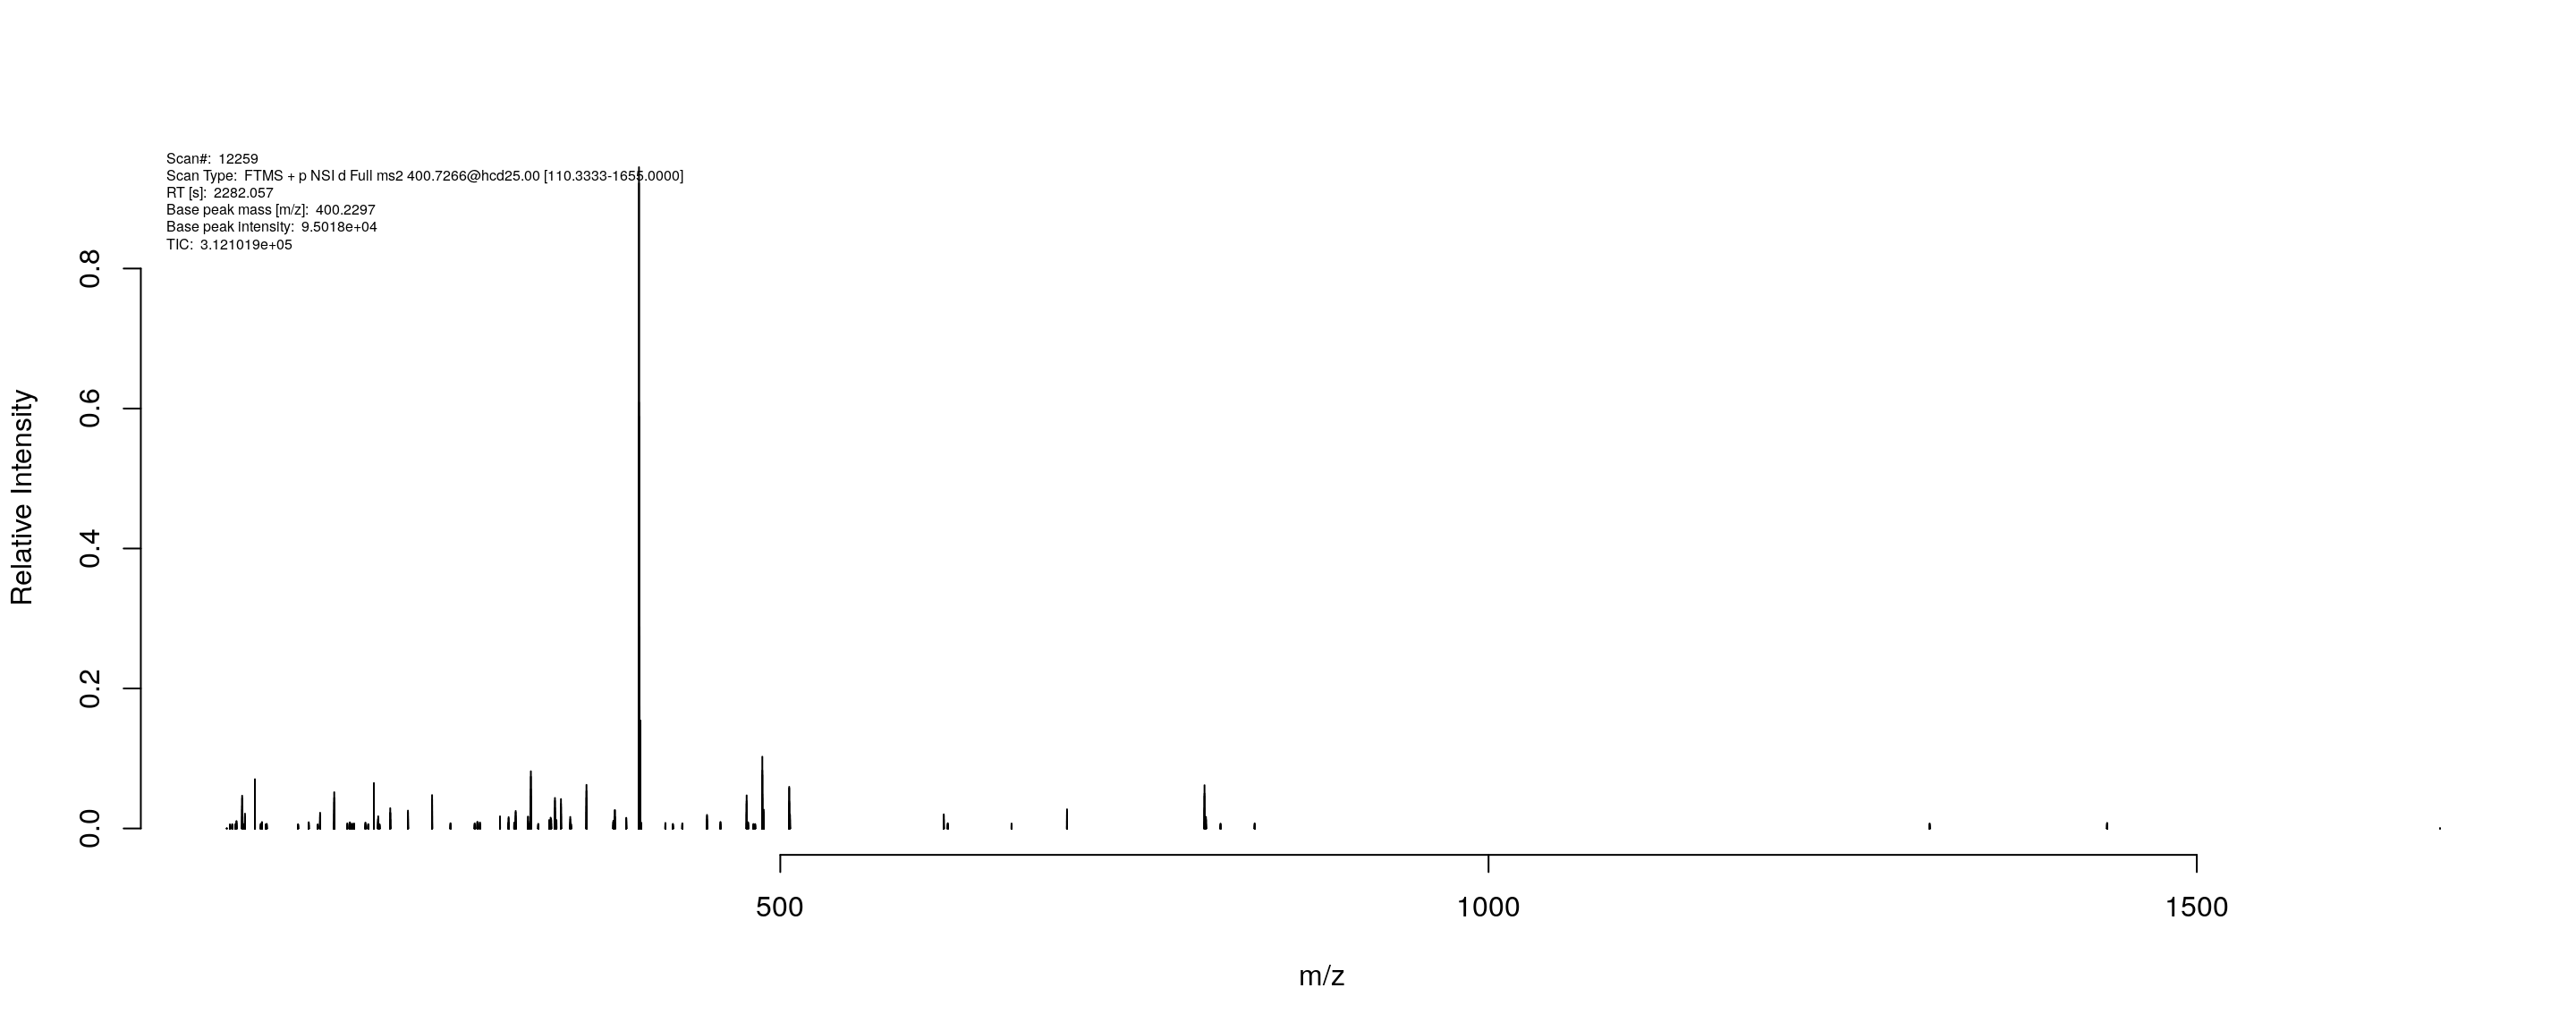 Scan#: 12259
Scan Type: FTMS + p NSI d Full ms2 400.7266@hcd25.00 [110.3333-1655.0000]
RT [s]: 2282.057
Base peak mass [m/z]: 400.2297
Base peak intensity: 9.5018e+04
TIC: 3.121019e+05
0.8
0.6
0.4
0.2
0.0
Relative Intensity
500 1000 1500
m/z